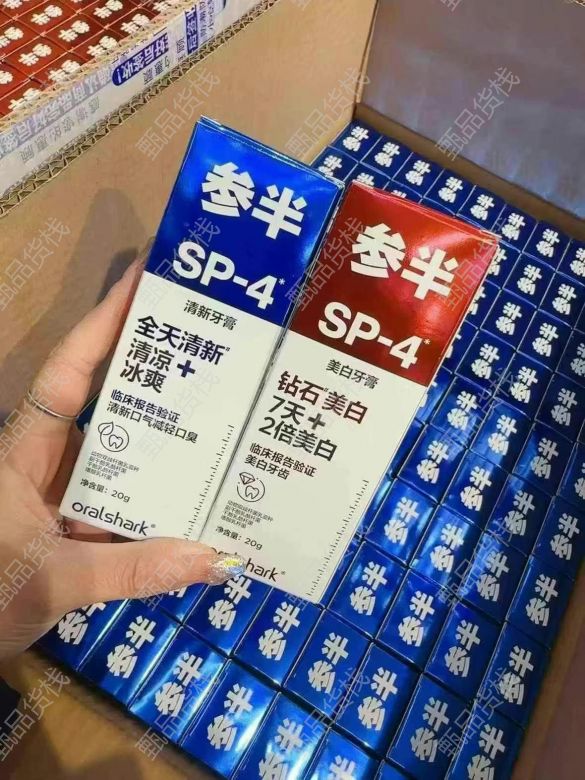 参半
SP-4*
清新牙膏
全天清新"
清凉+
冰爽
临床报告验证
清新口气减轻口臭
净含量：20g
oralshark®
参半
SP-4*
美白牙膏
钻石"美白
7天+
2倍美白
临床报告验证
美白牙齿
净含量：20g
oralshark®
甄品货栈